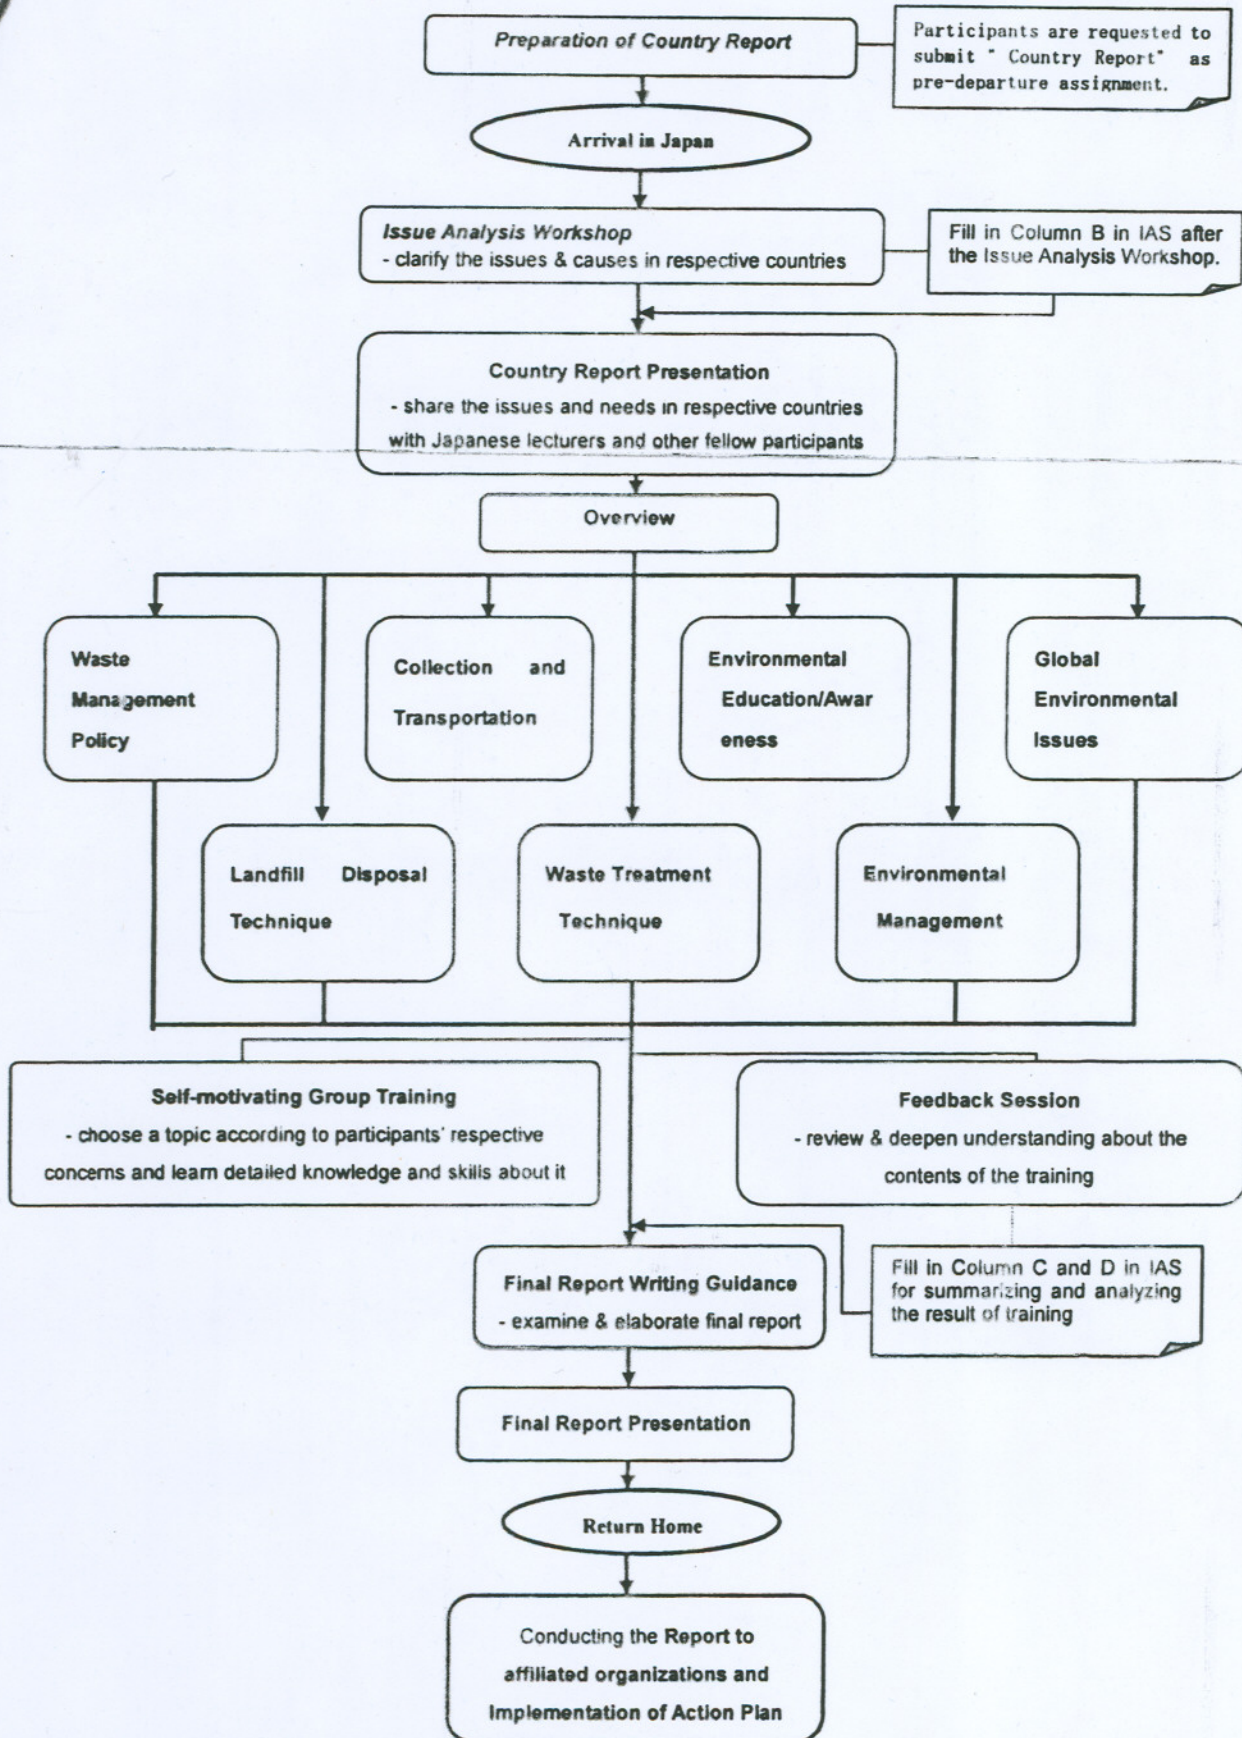 Preparation of Country Report
Participants are requested to
submit " Country Report" as
pre-departure assignment.
Arrival in Japan
Issue Analysis Workshop
- clarify the issues & causes in respective countries
Fill in Column B in IAS after
the Issue Analysis Workshop.
Country Report Presentation
- share the issues and needs in respective countries
with Japanese lecturers and other fellow participants
Overview
Waste
Management
Policy
Collection and
Transportation
Environmental
Education/Awar
eness
Global
Environmental
Issues
Landfill Disposal
Technique
Waste Treatment
Technique
Environmental
Management
Self-motivating Group Training
- choose a topic according to participants' respective
concerns and learn detailed knowledge and skills about it
Feedback Session
- review & deepen understanding about the
contents of the training
Final Report Writing Guidance
- examine & elaborate final report
Fill in Column C and D in IAS
for summarizing and analyzing
the result of training
Final Report Presentation
Return Home
Conducting the Report to
affiliated organizations and
Implementation of Action Plan